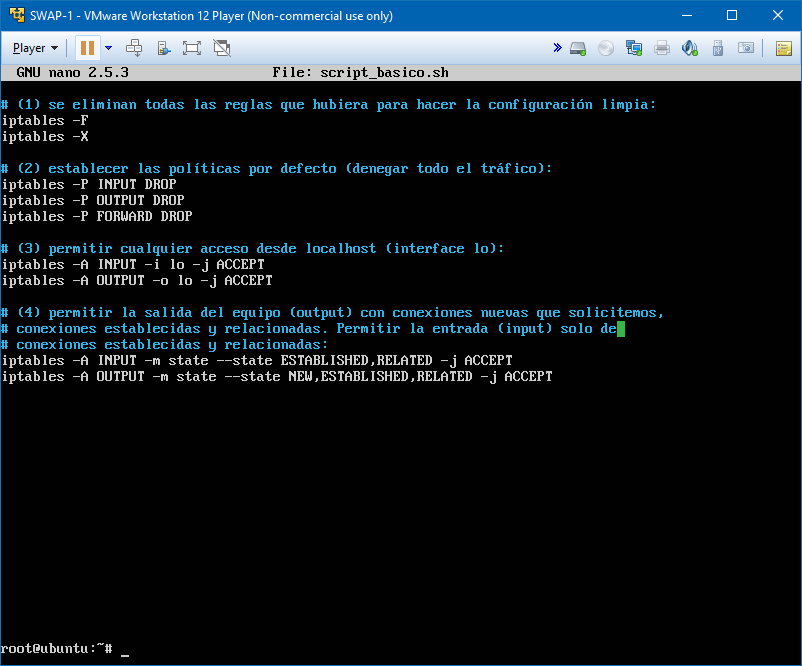 SWAP-1 - VMware Workstation 12 Player (Non-commercial use only)
Player
GNU nano 2.5.3 File: script_basico.sh
# (1) se eliminan todas las reglas que hubiera para hacer la configuración limpia:
iptables -F
iptables -X
# (2) establecer las políticas por defecto (denegar todo el tráfico):
iptables -P INPUT DROP
iptables -P OUTPUT DROP
iptables -P FORWARD DROP
# (3) permitir cualquier acceso desde localhost (interface lo):
iptables -A INPUT -i lo -j ACCEPT
iptables -A OUTPUT -o lo -j ACCEPT
# (4) permitir la salida del equipo (output) con conexiones nuevas que solicitemos,
# conexiones establecidas y relacionadas. Permitir la entrada (input) solo de
# conexiones establecidas y relacionadas:
iptables -A INPUT -m state --state ESTABLISHED,RELATED -j ACCEPT
iptables -A OUTPUT -m state --state NEW,ESTABLISHED,RELATED -j ACCEPT
root@ubuntu:~# _